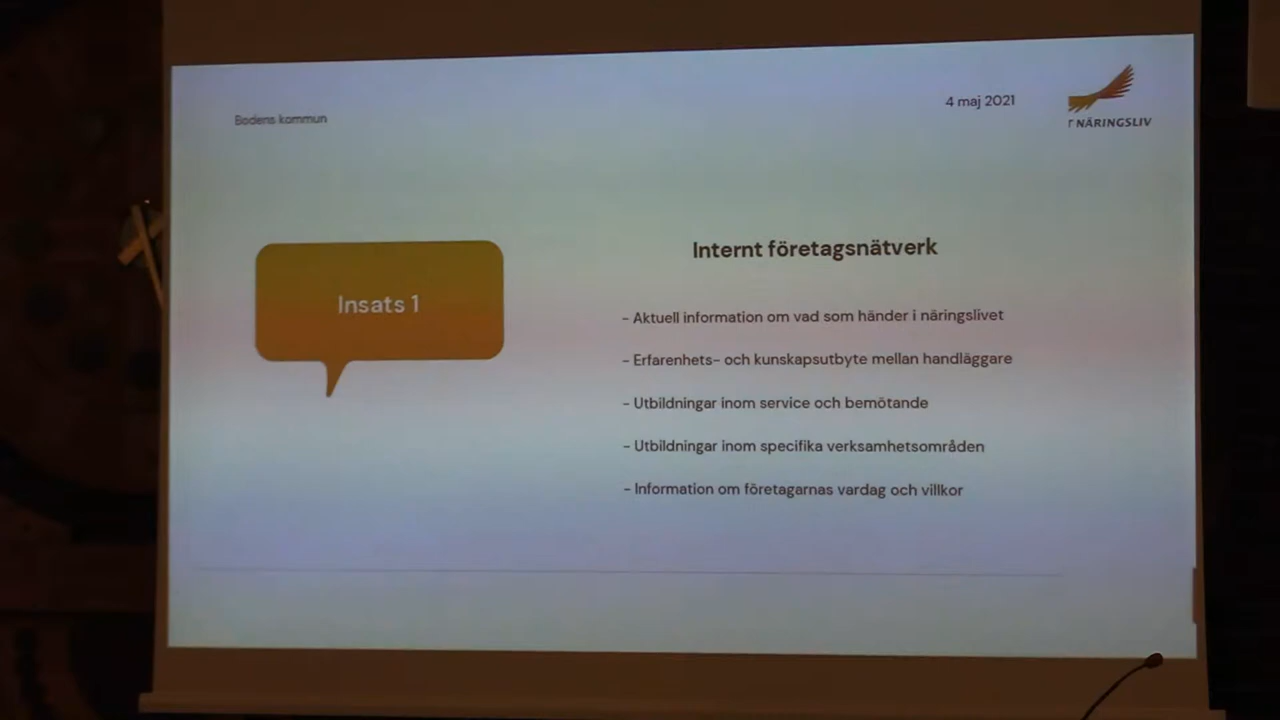 Bodens kommun
4 maj 2021
NÄRINGSLIV
Insats 1
Internt företagsnätverk
- Aktuell information om vad som händer i näringslivet
- Erfarenhets- och kunskapsutbyte mellan handläggare
- Utbildningar inom service och bemötande
- Utbildningar inom specifika verksamhetsområden
- Information om företagarnas vardag och villkor